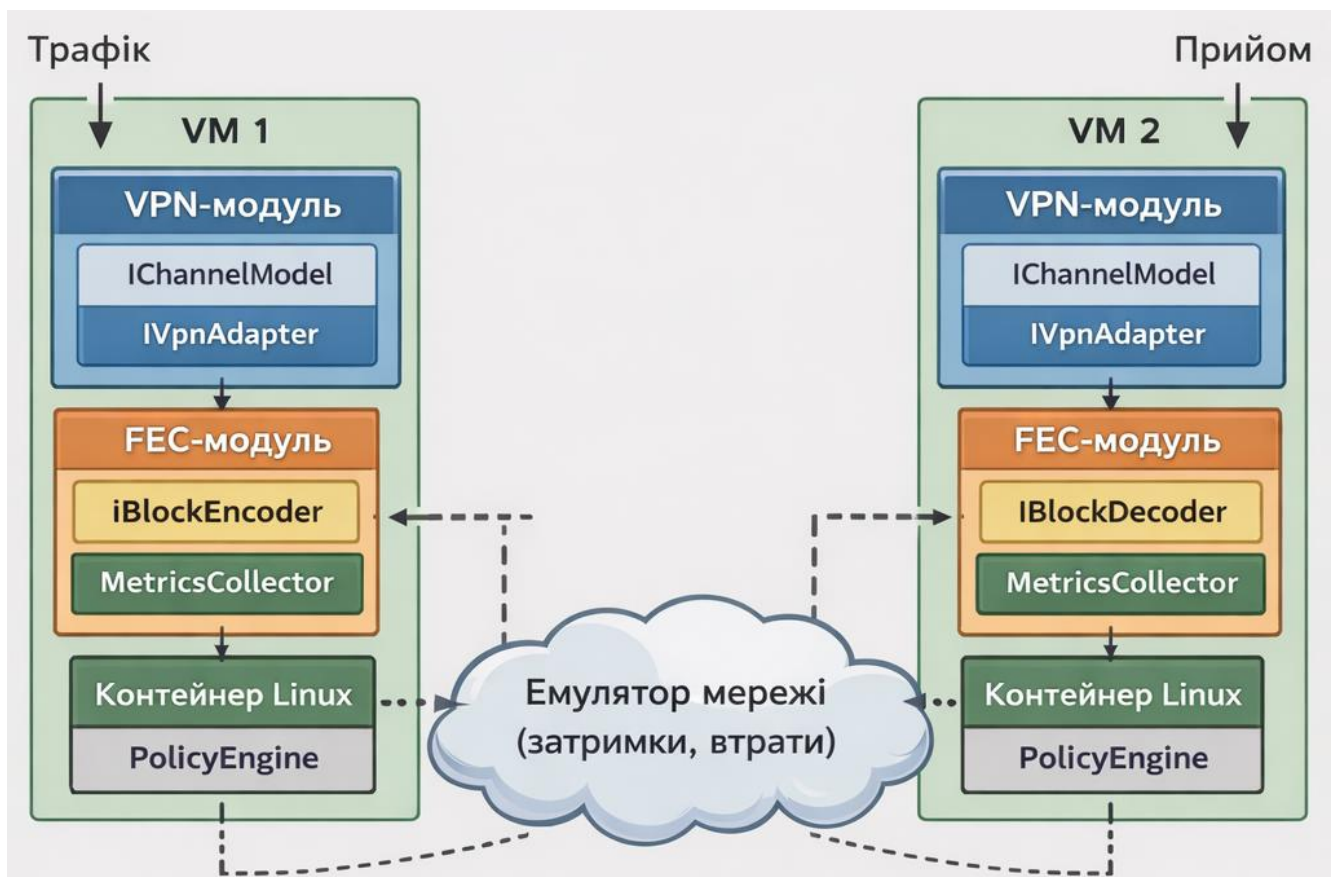 Трафік
VM 1
VPN-модуль
IChannelModel
IVpnAdapter
FEC-модуль
iBlockEncoder
MetricsCollector
Контейнер Linux
PolicyEngine
Емулятор мережі
(затримки, втрати)
Прийом
VM 2
VPN-модуль
IChannelModel
IVpnAdapter
FEC-модуль
IBlockDecoder
MetricsCollector
Контейнер Linux
PolicyEngine